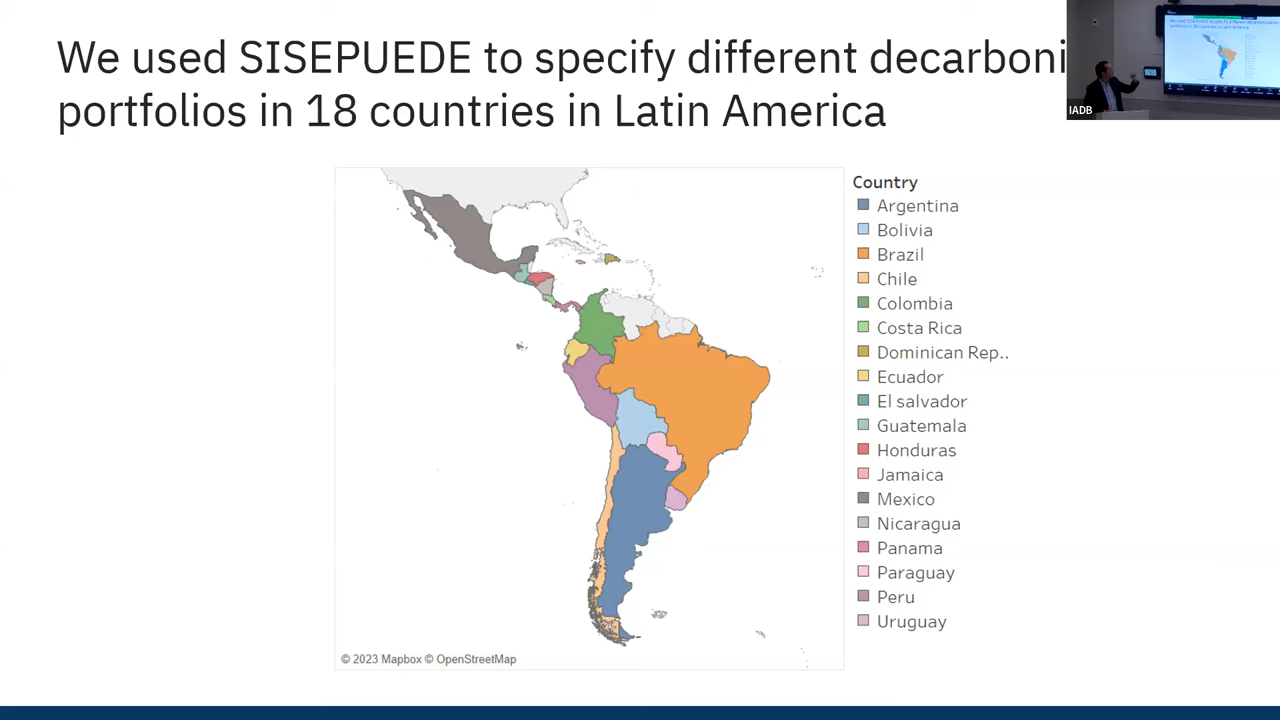 We used SISEPUEDE to specify different decarboni
portfolios in 18 countries in Latin America
IADB
Country
Argentina
Bolivia
Brazil
Chile
Colombia
Costa Rica
Dominican Rep..
Ecuador
El salvador
Guatemala
Honduras
Jamaica
Mexico
Nicaragua
Panama
Paraguay
Peru
Uruguay
© 2023 Mapbox © OpenStreetMap